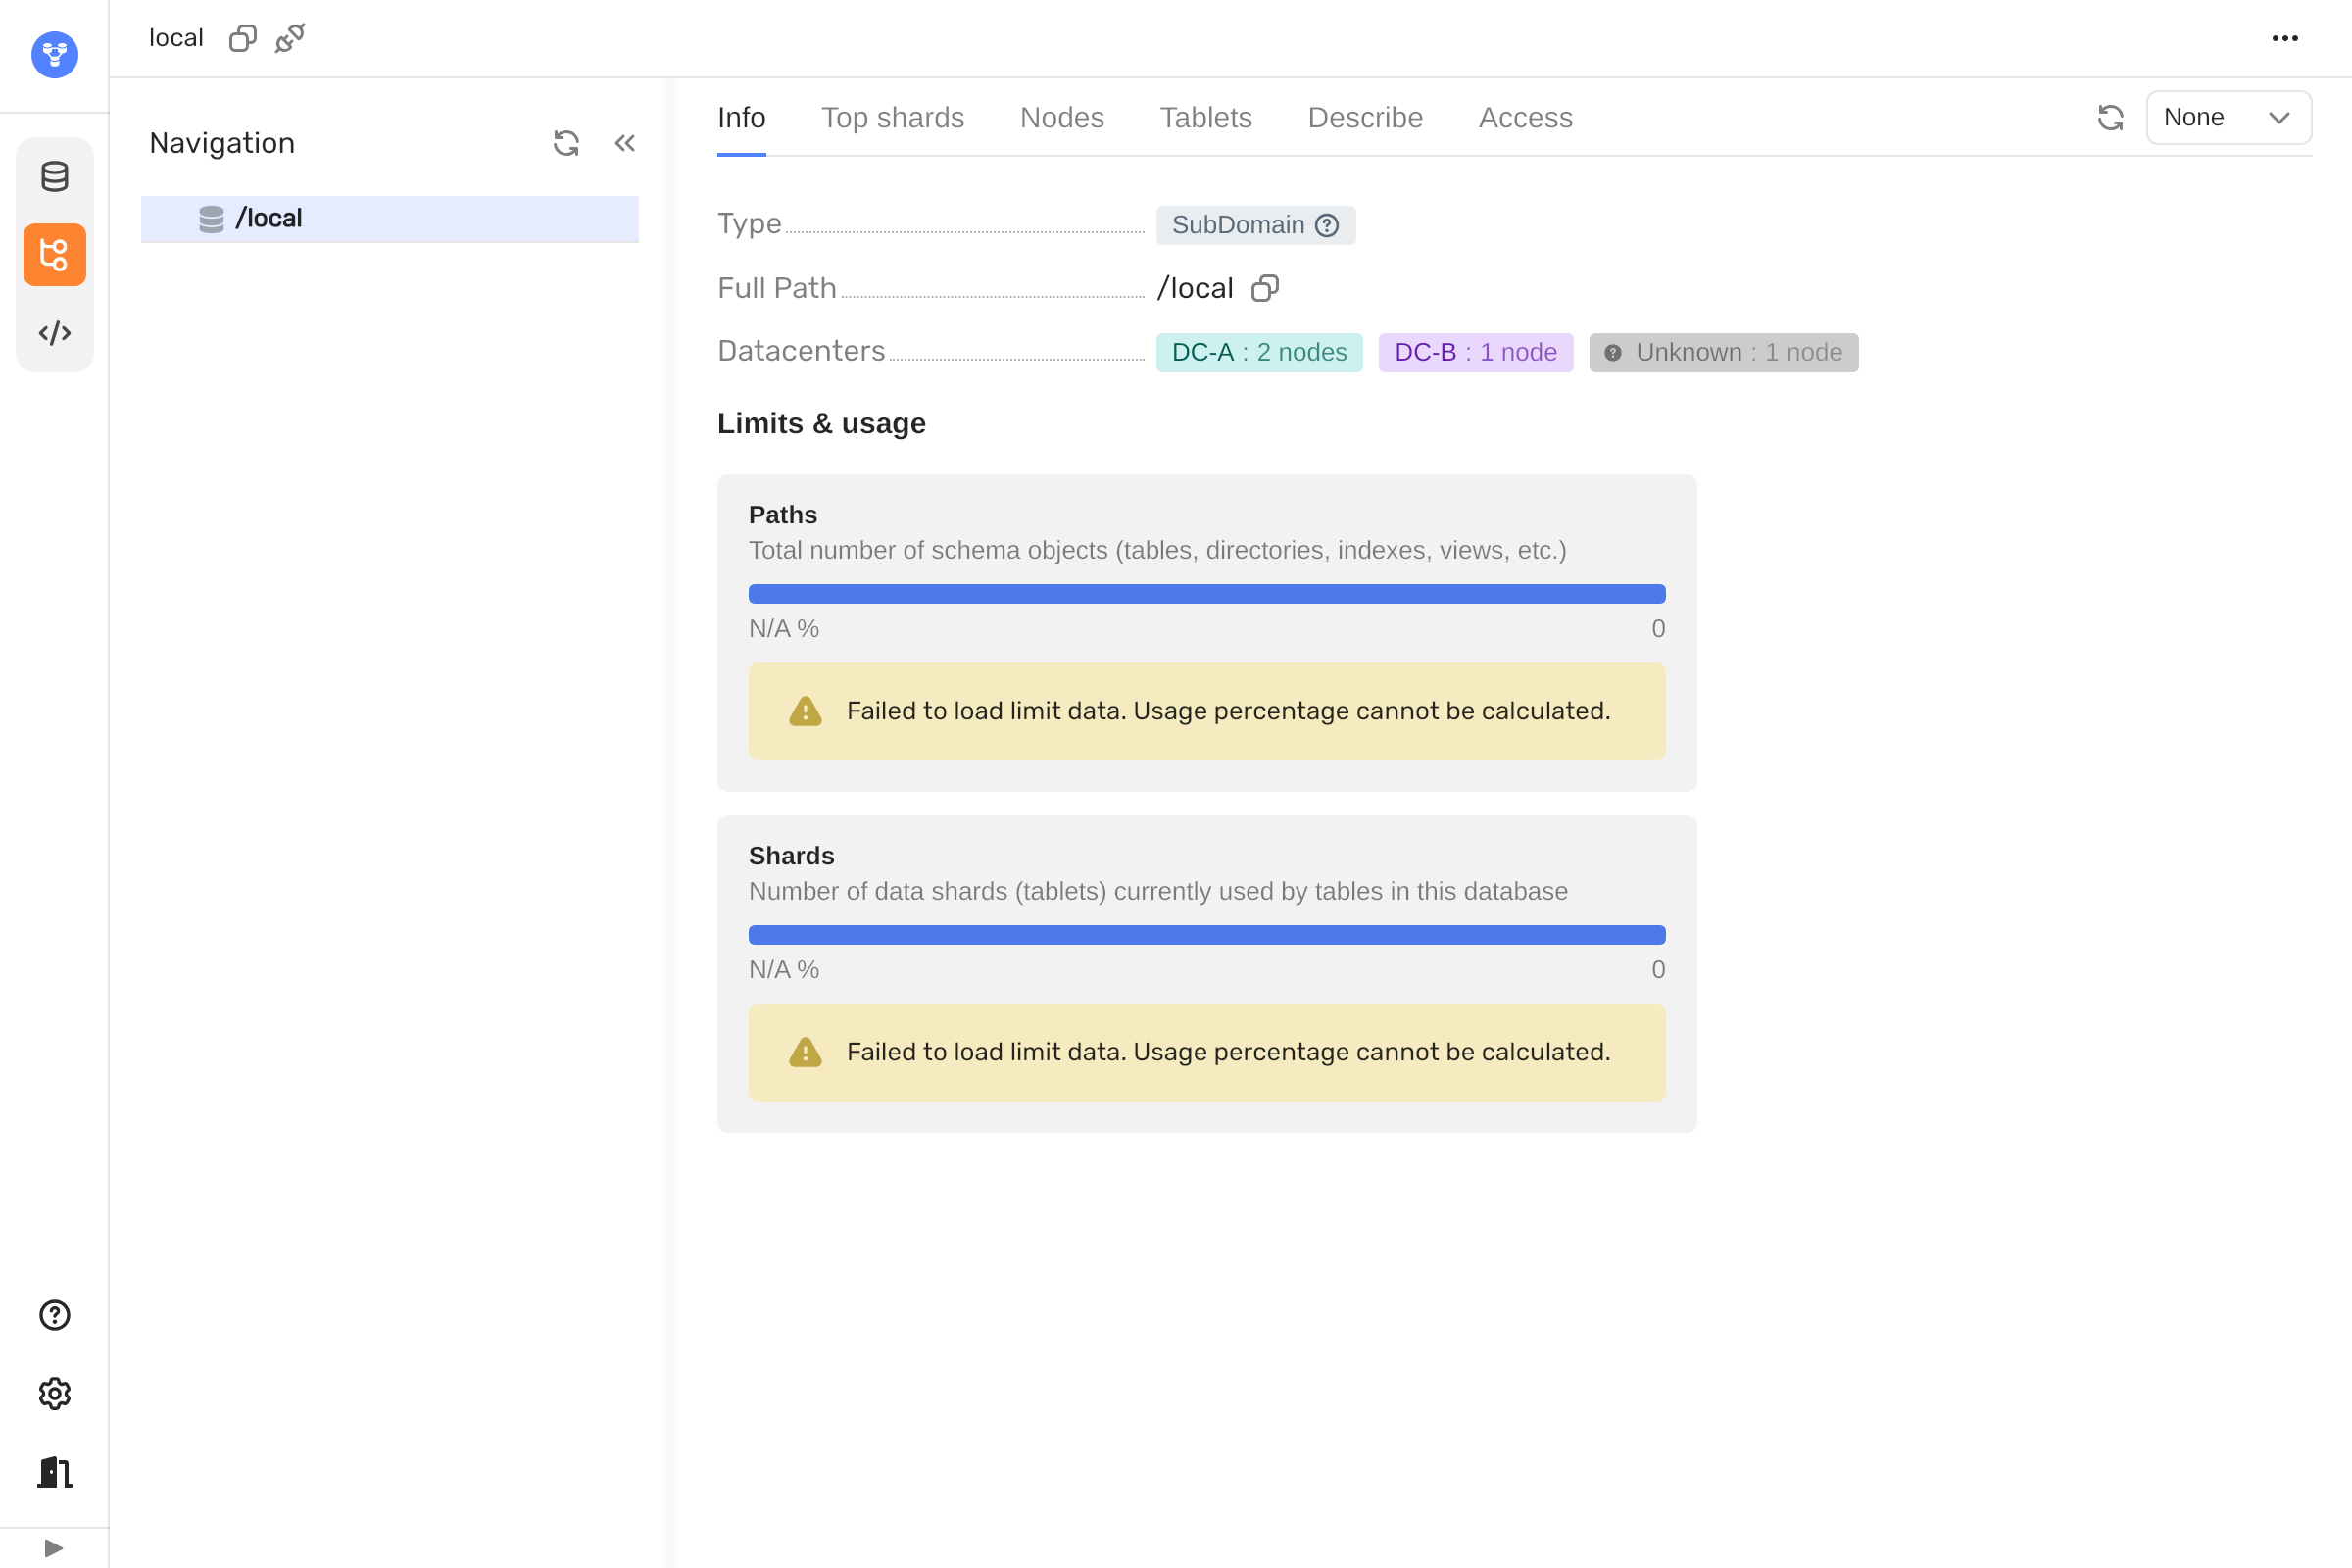 local
Navigation
/local
Info Top shards Nodes Tablets Describe Access
None
Type SubDomain
Full Path /local
Datacenters DC-A : 2 nodes DC-B : 1 node Unknown : 1 node
Limits & usage
Paths
Total number of schema objects (tables, directories, indexes, views, etc.)
N/A % 0
Failed to load limit data. Usage percentage cannot be calculated.
Shards
Number of data shards (tablets) currently used by tables in this database
N/A % 0
Failed to load limit data. Usage percentage cannot be calculated.